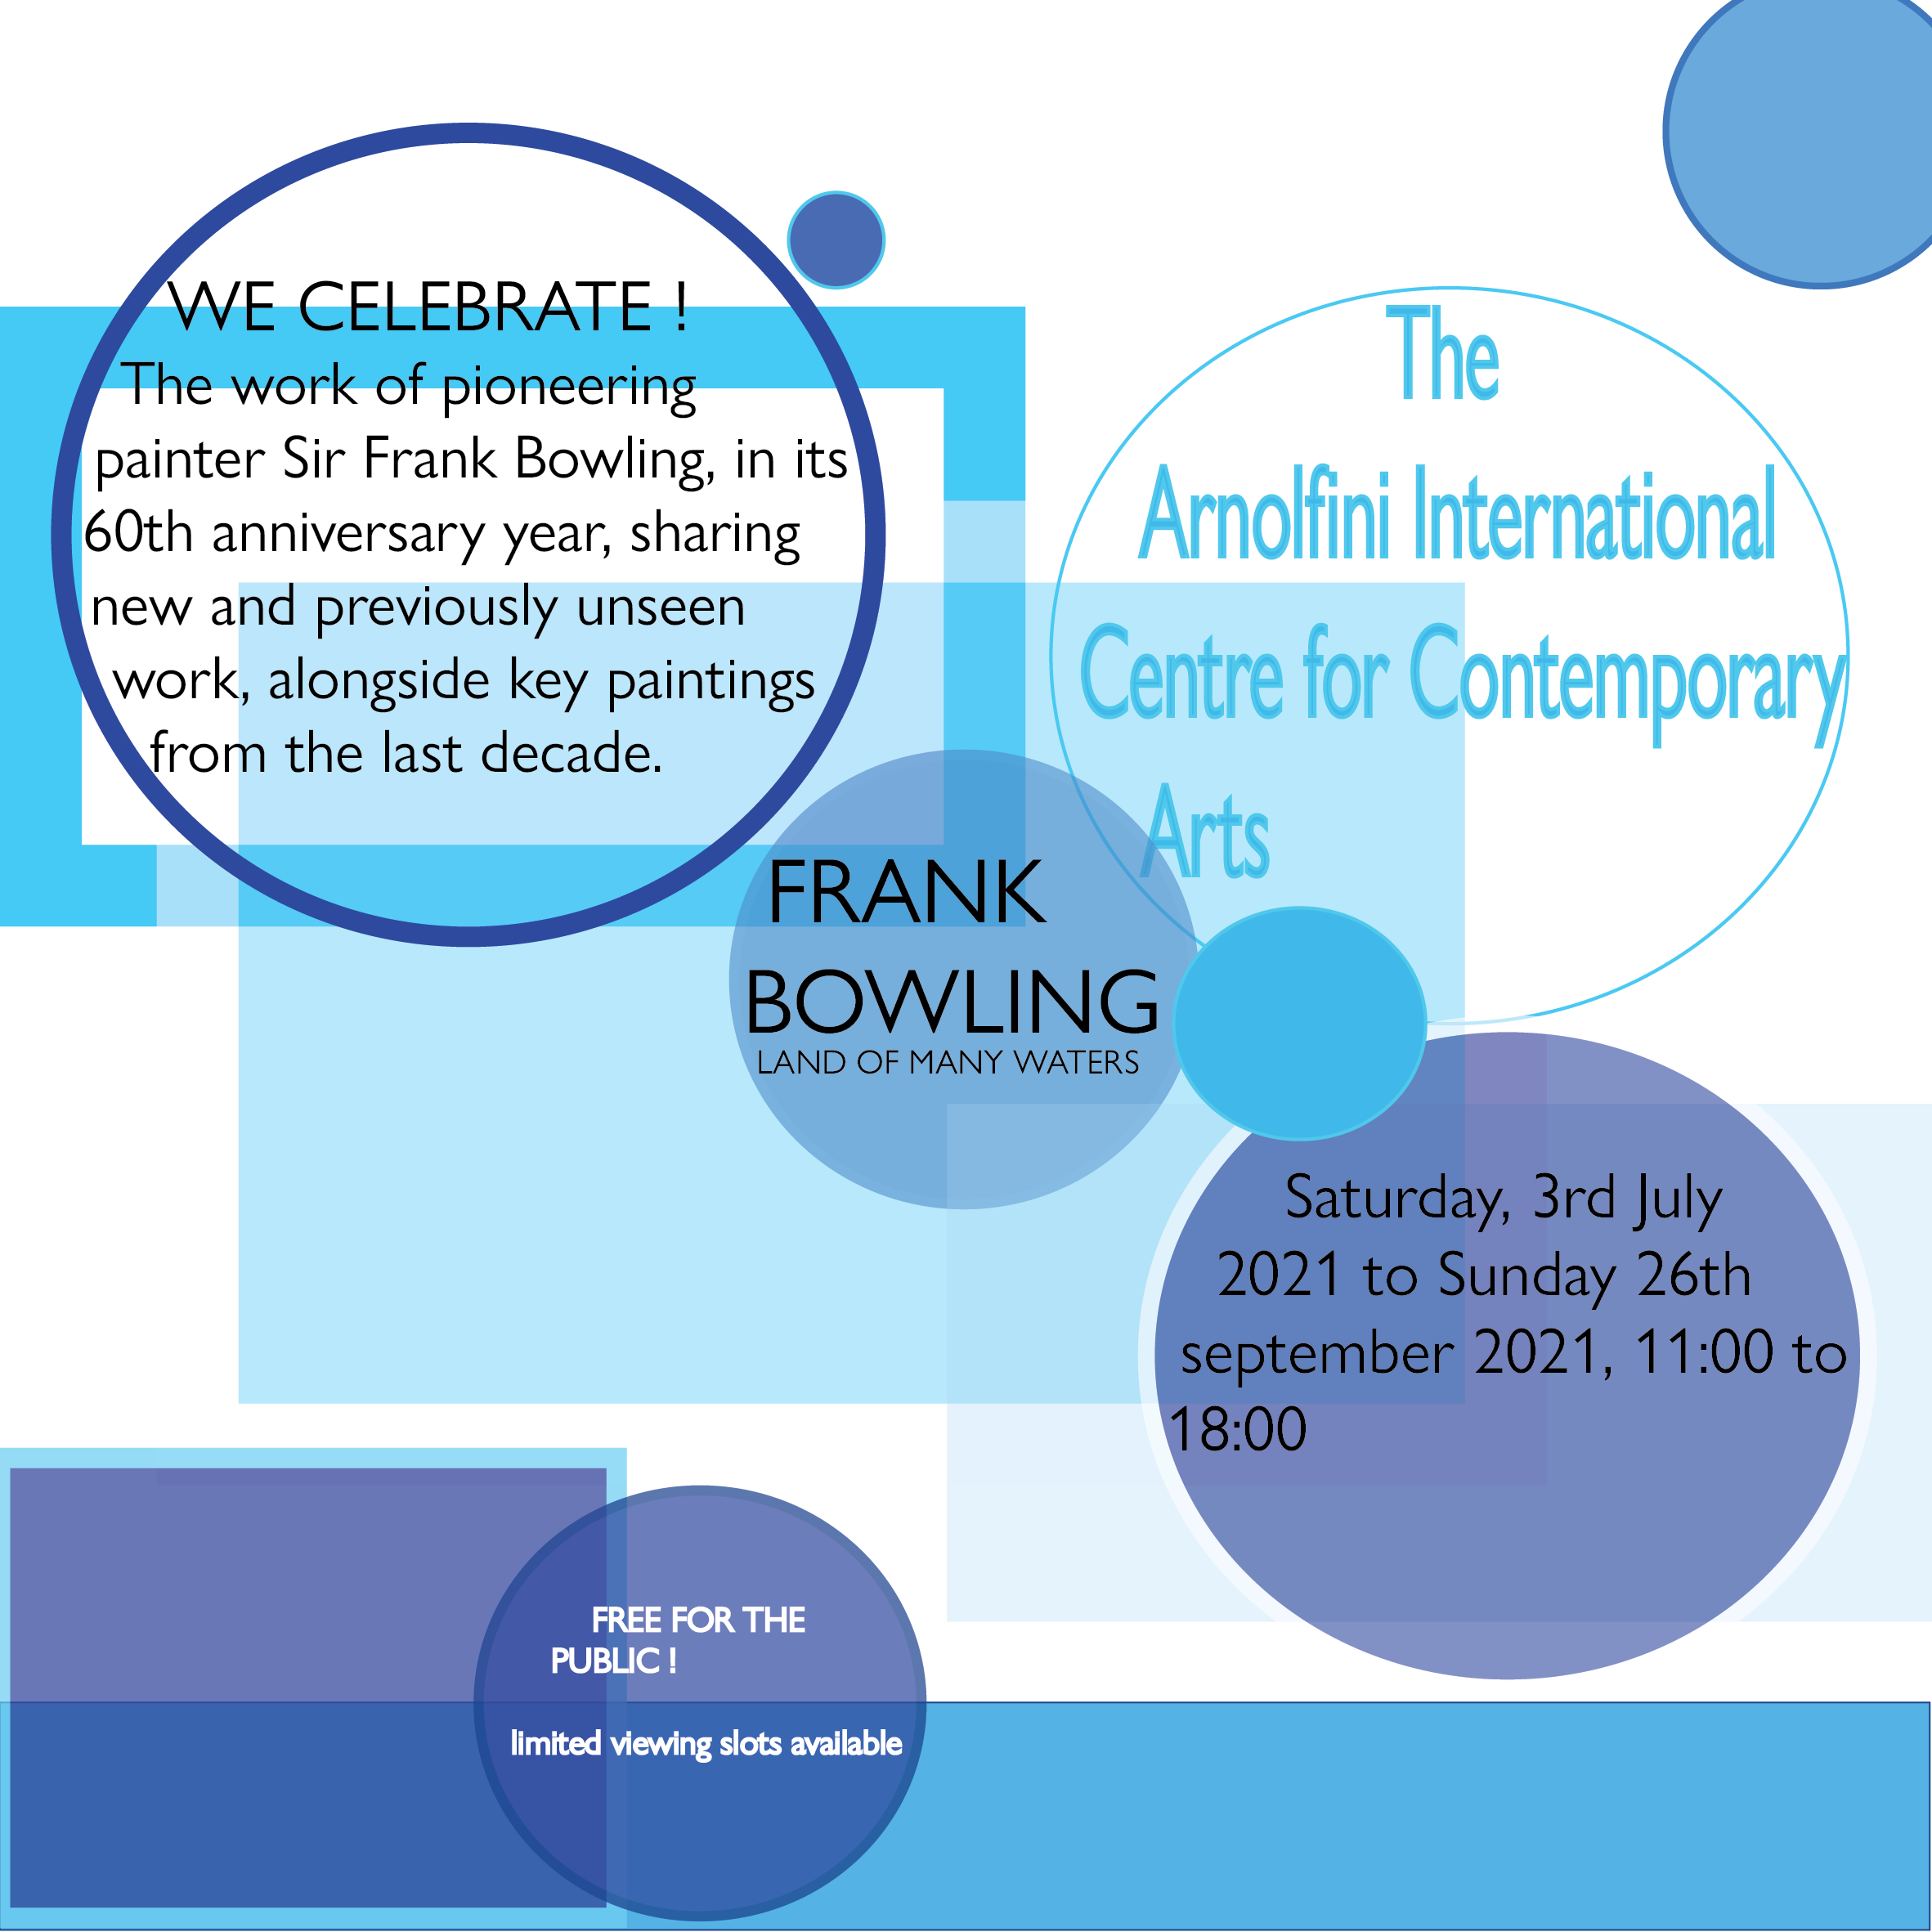 WE CELEBRATE !
The work of pioneering
painter Sir Frank Bowling, in its
60th anniversary year, sharing
new and previously unseen
work, alongside key paintings
from the last decade.
The
Arnolfini International
Centre for Contemporary
Arts
FRANK
BOWLING
LAND OF MANY WATERS
Saturday, 3rd July
2021 to Sunday 26th
september 2021, 11:00 to
18:00
FREE FOR THE
PUBLIC !
limited viewing slots available